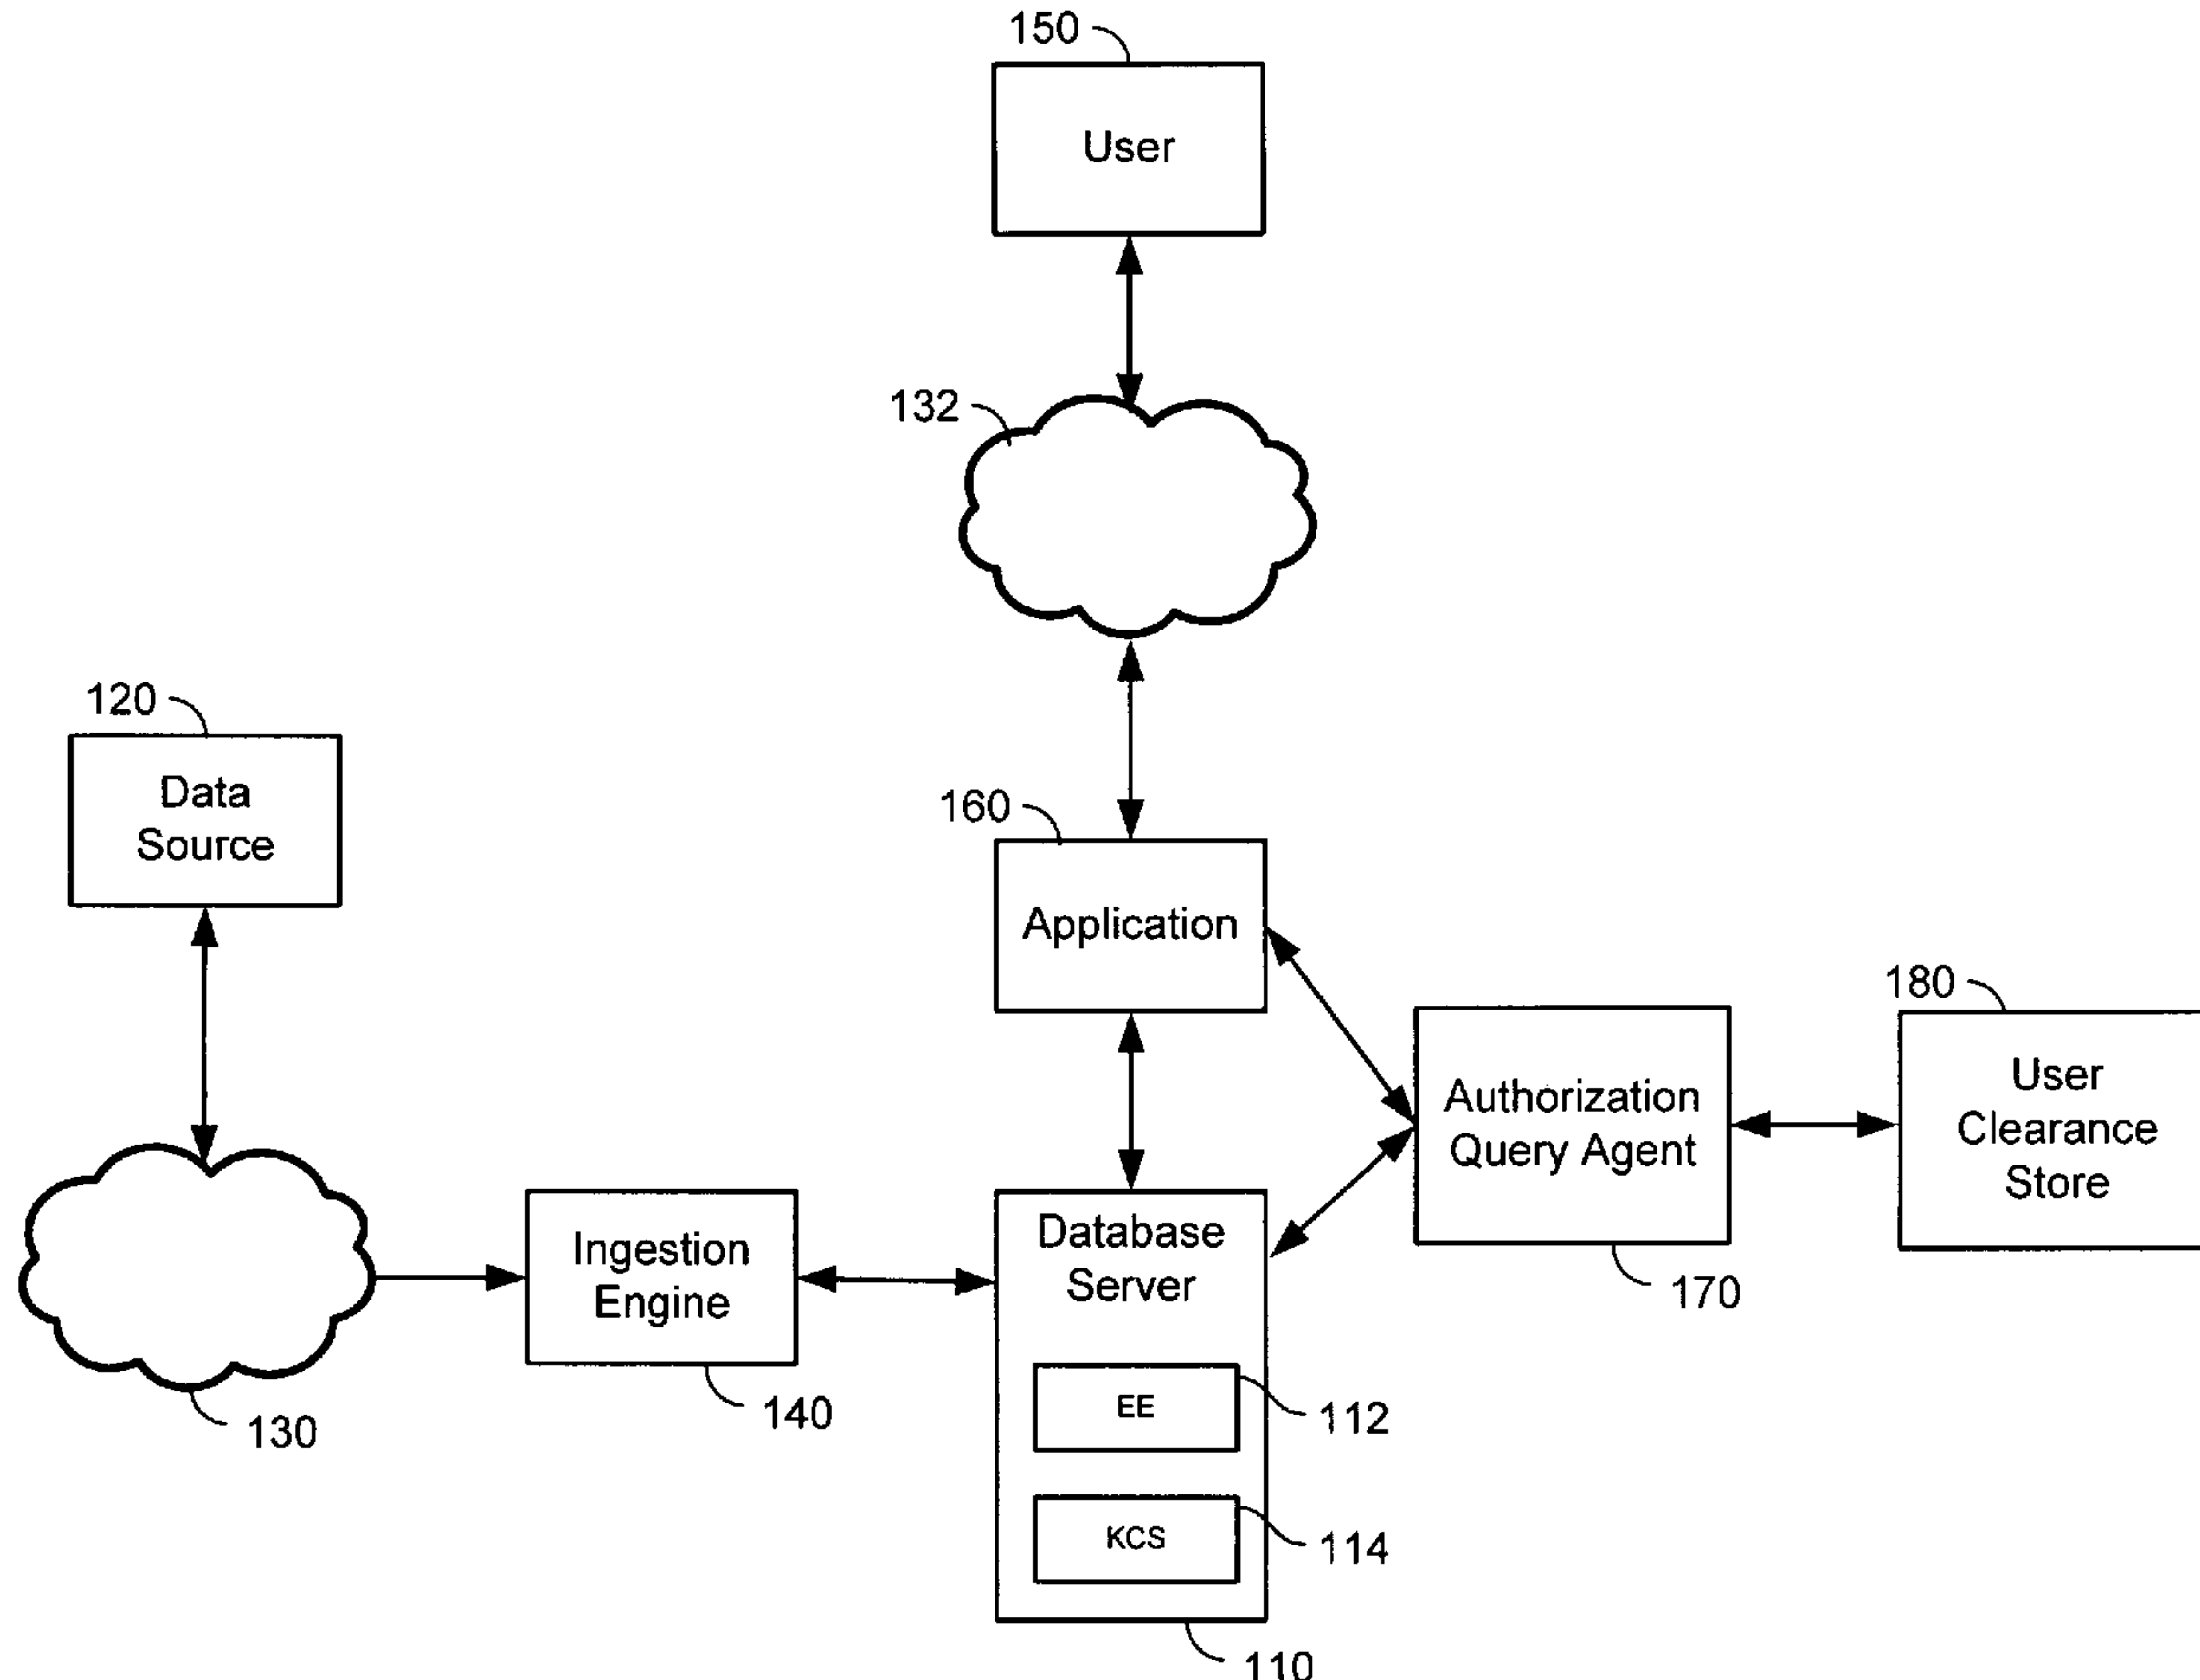 150
User
132
120
Data
Source
160
Application
180
User
Clearance
Store
Authorization
Query Agent
170
Ingestion
Engine
140
130
Database
Server
EE
112
KCS
114
110